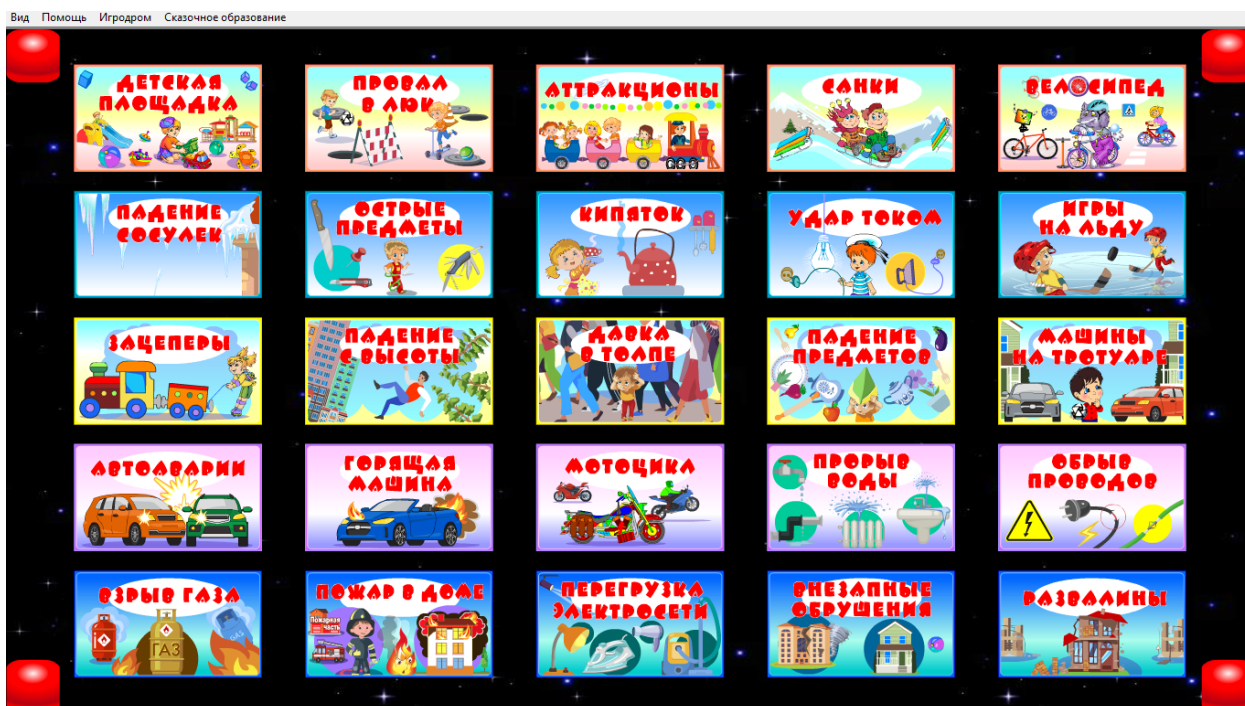 Вид Помощь Игродром Сказочное образование
ДЕТСКАЯ
ПЛОЩАДКА
ПРОВАЛ
В ЛЮК
АТТРАКЦИОНЫ
САНКИ
ВЕЛОСИПЕД
ПАДЕНИЕ
СОСУЛЕК
ОСТРЫЕ
ПРЕДМЕТЫ
КИПЯТОК
УДАР ТОКОМ
ИГРЫ
НА ЛЬДУ
ЗАЦЕПЕРЫ
ПАДЕНИЕ
С ВЫСОТЫ
ДАВКА
В ТОЛПЕ
ПАДЕНИЕ
ПРЕДМЕТОВ
МАШИНЫ
НА ТРОТУАРЕ
АВТОАВАРИИ
ГОРЯЩАЯ
МАШИНА
МОТОЦИКЛ
ПРОРЫВ
ВОДЫ
ОБРЫВ
ПРОВОДОВ
ВЗРЫВ ГАЗА
ГАЗ
GAS
ПОЖАР В ДОМЕ
Пожарная
часть
ПЕРЕГРУЗКА
ЭЛЕКТРОСЕТИ
ВНЕЗАПНЫЕ
ОБРУШЕНИЯ
РАЗВАЛИНЫ